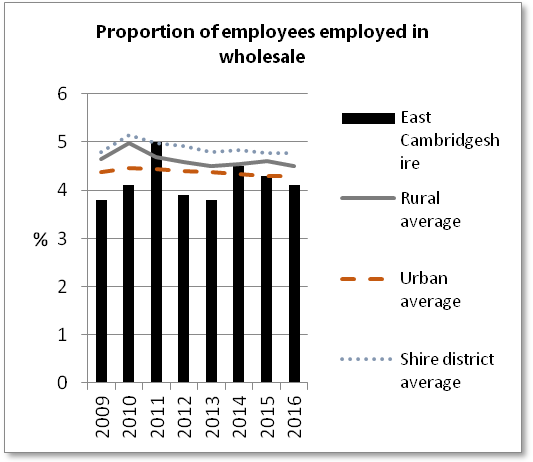 Proportion of employees employed in
wholesale
6
5
4
3
2
1
0
%
2009
2010
2011
2012
2013
2014
2015
2016
East
Cambridgesh
ire
Rural
average
Urban
average
Shire district
average